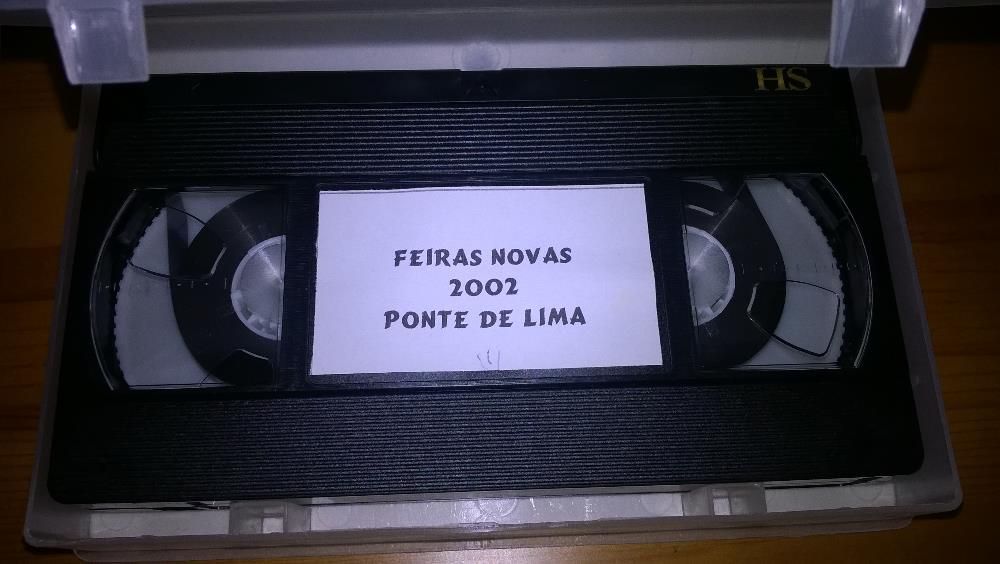 HS
FEIRAS NOVAS
2002
PONTE DE LIMA